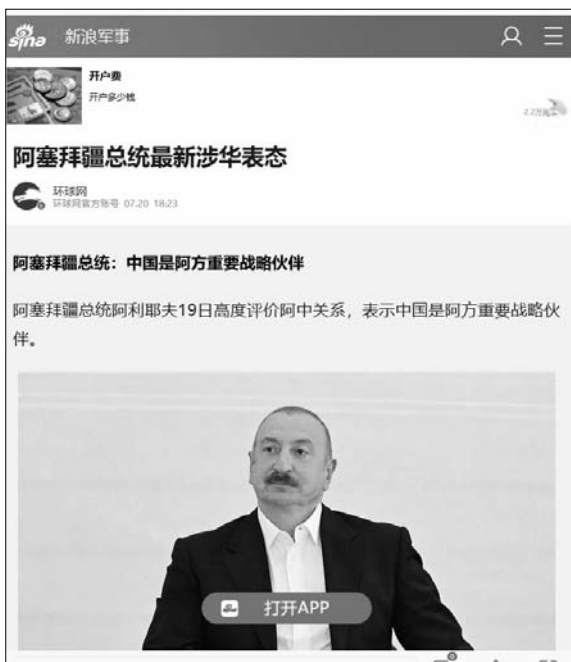 sina 新浪军事
开户费
开户多少钱
阿塞拜疆总统最新涉华表态
环球网
环球网官方账号 07.20 18:23
阿塞拜疆总统：中国是阿方重要战略伙伴
阿塞拜疆总统阿利耶夫19日高度评价阿中关系，表示中国是阿方重要战略伙
伴。
打开APP
0